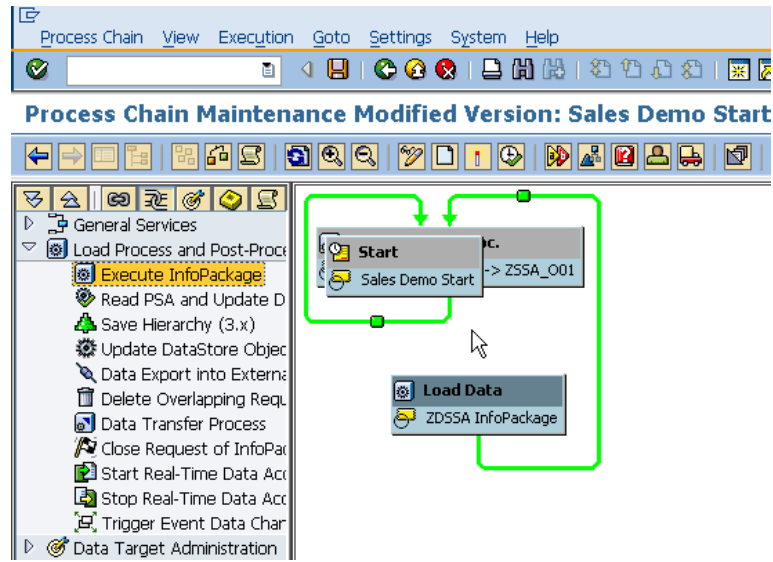 Process Chain View Execution Goto Settings System Help
Process Chain Maintenance Modified Version: Sales Demo Start
General Services
Load Process and Post-Proce
Execute InfoPackage
Read PSA and Update D
Save Hierarchy (3.x)
Update DataStore Objec
Data Export into Externa
Delete Overlapping Requ
Data Transfer Process
Close Request of InfoPac
Start Real-Time Data Acc
Stop Real-Time Data Acc
Trigger Event Data Char
Data Target Administration
Start
oc.
Sales Demo Start
-> ZSSA_O01
Load Data
ZDSSA InfoPackage